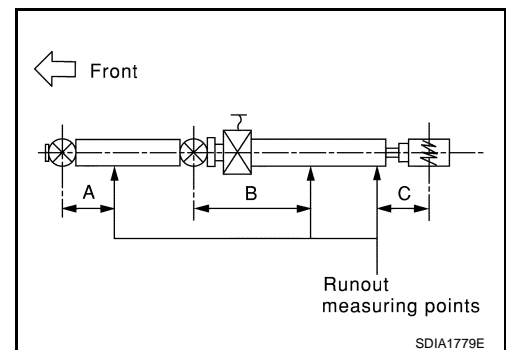 Front
A
B
C
Runout
measuring points
SDIA1779E